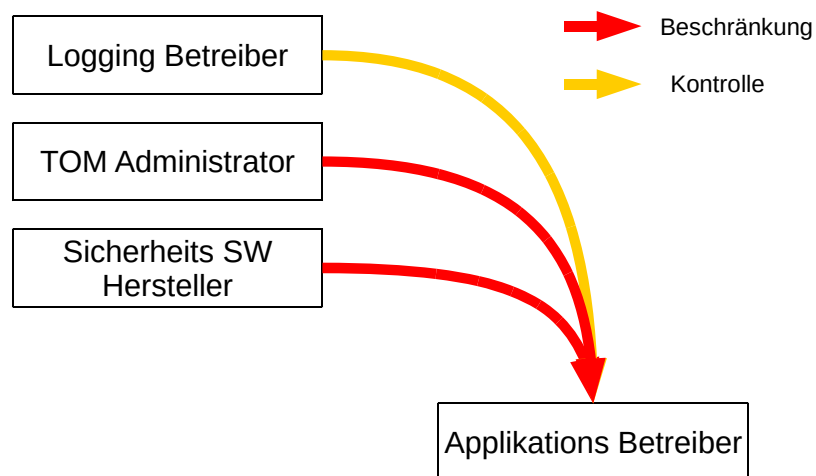 Logging Betreiber
Beschränkung
Kontrolle
TOM Administrator
Sicherheits SW
Hersteller
Applikations Betreiber